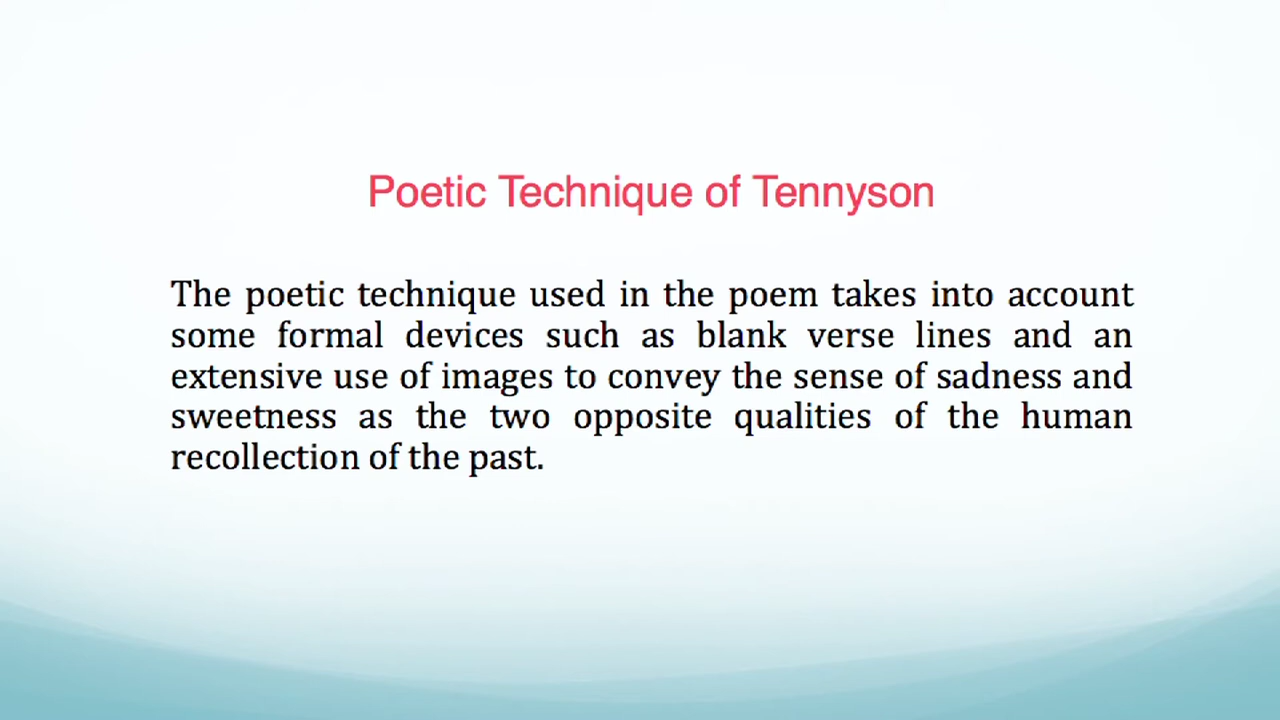 Poetic Technique of Tennyson
The poetic technique used in the poem takes into account
some formal devices such as blank verse lines and an
extensive use of images to convey the sense of sadness and
sweetness as the two opposite qualities of the human
recollection of the past.